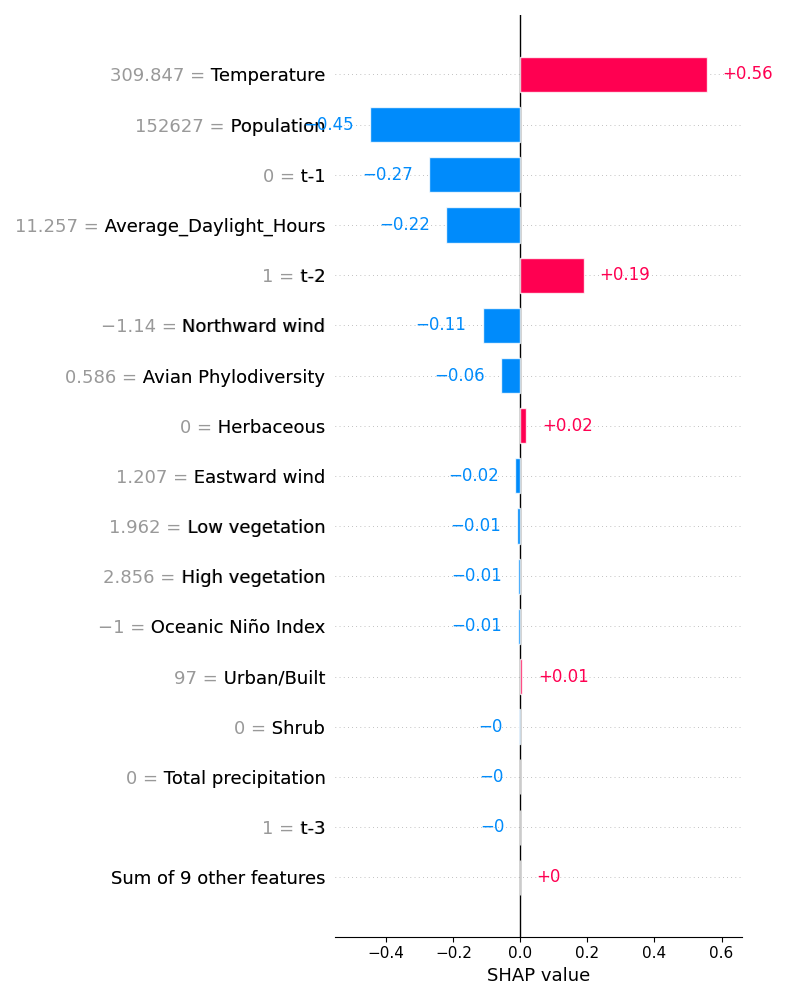 309.847 = Temperature +0.56
152627 = Population −0.45
0 = t-1 −0.27
11.257 = Average_Daylight_Hours −0.22
1 = t-2 +0.19
−1.14 = Northward wind −0.11
0.586 = Avian Phylodiversity −0.06
0 = Herbaceous +0.02
1.207 = Eastward wind −0.02
1.962 = Low vegetation −0.01
2.856 = High vegetation −0.01
−1 = Oceanic Niño Index −0.01
97 = Urban/Built +0.01
0 = Shrub −0
0 = Total precipitation −0
1 = t-3 −0
Sum of 9 other features +0
−0.4 −0.2 0.0 0.2 0.4 0.6
SHAP value